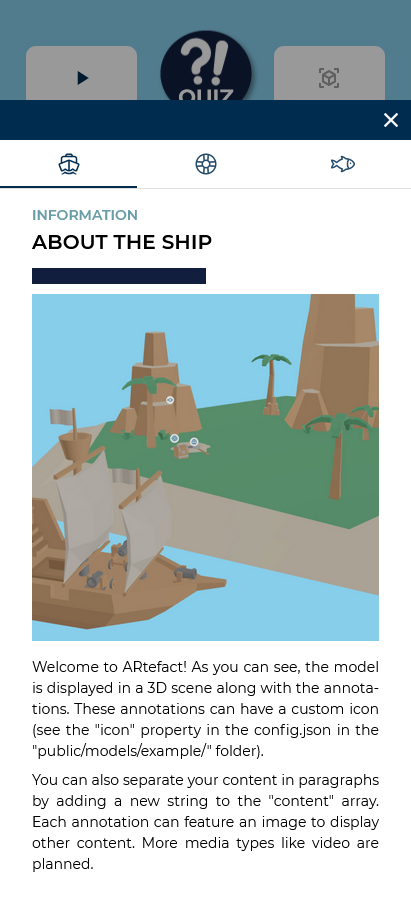 ?!
QUIZ
INFORMATION
ABOUT THE SHIP
Welcome to ARtefact! As you can see, the model
is displayed in a 3D scene along with the annota-
tions. These annotations can have a custom icon
(see the "icon" property in the config.json in the
"public/models/example/" folder).
You can also separate your content in paragraphs
by adding a new string to the "content" array.
Each annotation can feature an image to display
other content. More media types like video are
planned.